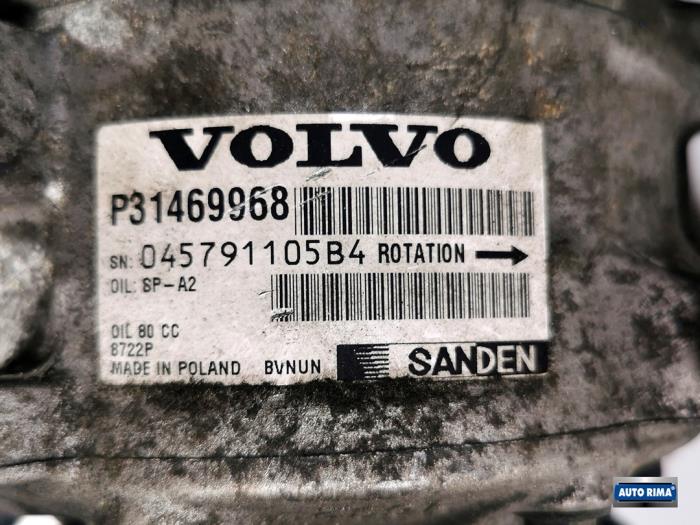 VOLVO
P31469968
SN: 045791105B4 ROTATION →
OIL: SP-A2
OIL 80 CC
8722P
MADE IN POLAND BVNUN SANDEN
AUTO RIMA